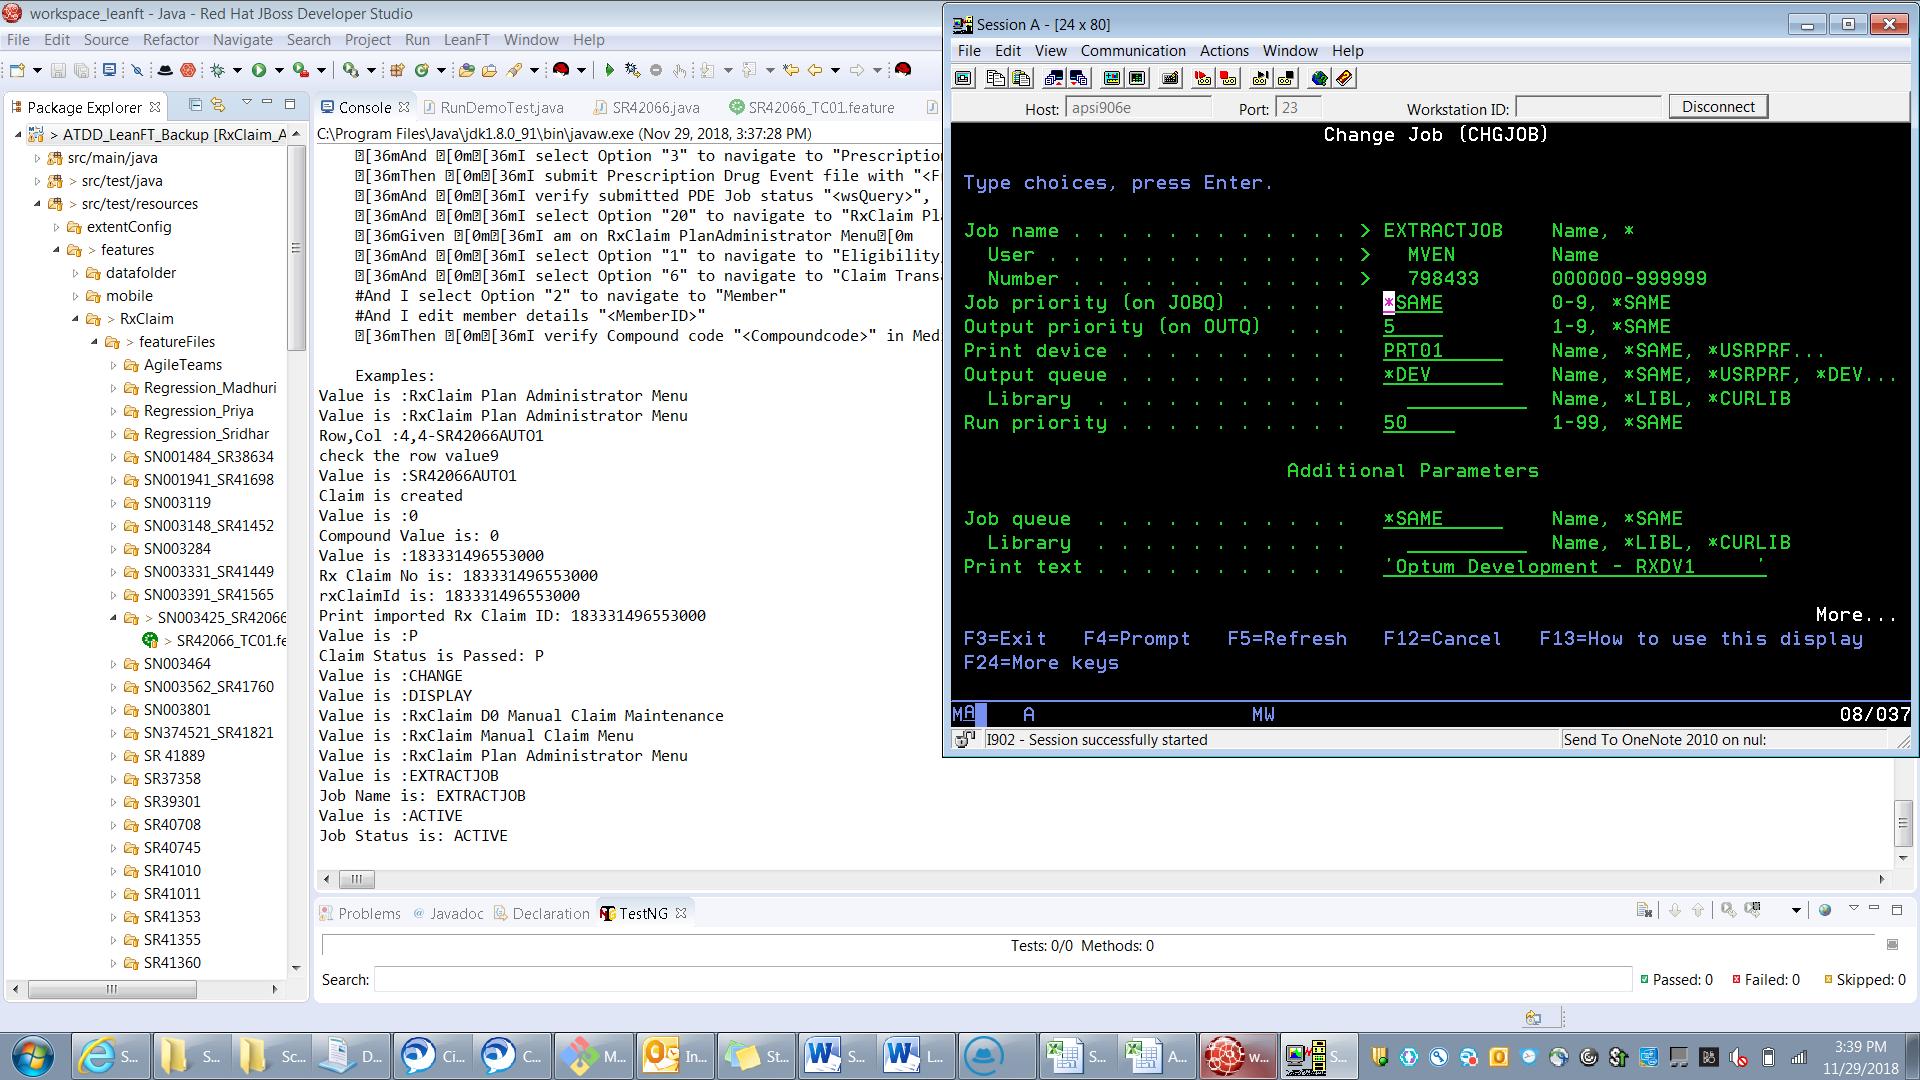 workspace_leanft - Java - Red Hat JBoss Developer Studio
File Edit Source Refactor Navigate Search Project Run LeanFT Window Help
Package Explorer
ATDD_LeanFT_Backup [RxClaim_A
src/main/java
> src/test/java
> src/test/resources
extentConfig
> features
datafolder
mobile
> RxClaim
> featureFiles
AgileTeams
Regression_Madhuri
Regression_Priya
Regression_Sridhar
SN001484_SR38634
SN001941_SR41698
SN003119
SN003148_SR41452
SN003284
SN003331_SR41449
SN003391_SR41565
> SN003425_SR42066
> SR42066_TC01.fe
SN003464
SN003562_SR41760
SN003801
SN374521_SR41821
SR 41889
SR37358
SR39301
SR40708
SR40745
SR41010
SR41011
SR41353
SR41355
SR41360
Console RunDemoTest.java SR42066.java SR42066_TC01.feature
C:\Program Files\Java\jdk1.8.0_91\bin\javaw.exe (Nov 29, 2018, 3:37:28 PM)
[36mAnd [0m[36mI select Option "3" to navigate to "Prescription
[36mThen [0m[36mI submit Prescription Drug Event file with "<F
[36mAnd [0m[36mI verify submitted PDE Job status "<wsQuery>",
[36mAnd [0m[36mI select Option "20" to navigate to "RxClaim Pl
[36mGiven [0m[36mI am on RxClaim PlanAdministrator Menu[0m
[36mAnd [0m[36mI select Option "1" to navigate to "Eligibility
[36mAnd [0m[36mI select Option "6" to navigate to "Claim Trans
#And I select Option "2" to navigate to "Member"
#And I edit member details "<MemberID>"
[36mThen [0m[36mI verify Compound code "<Compoundcode>" in Med
Examples:
Value is :RxClaim Plan Administrator Menu
Value is :RxClaim Plan Administrator Menu
Row,Col :4,4-SR42066AUTO1
check the row value9
Value is :SR42066AUTO1
Claim is created
Value is :0
Compound Value is: 0
Value is :183331496553000
Rx Claim No is: 183331496553000
rxClaimId is: 183331496553000
Print imported Rx Claim ID: 183331496553000
Value is :P
Claim Status is Passed: P
Value is :CHANGE
Value is :DISPLAY
Value is :RxClaim D0 Manual Claim Maintenance
Value is :RxClaim Manual Claim Menu
Value is :RxClaim Plan Administrator Menu
Value is :EXTRACTJOB
Job Name is: EXTRACTJOB
Value is :ACTIVE
Job Status is: ACTIVE
Problems @ Javadoc Declaration TestNG
Tests: 0/0 Methods: 0
Search: Passed: 0 Failed: 0 Skipped: 0
Session A - [24 x 80]
File Edit View Communication Actions Window Help
Host: apsi906e Port: 23 Workstation ID: Disconnect
Change Job (CHGJOB)
Type choices, press Enter.
Job name . . . . . . . . . . . . > EXTRACTJOB Name, *
User . . . . . . . . . . . . . > MVEN Name
Number . . . . . . . . . . . . > 798433 000000-999999
Job priority (on JOBQ) . . . . . *SAME 0-9, *SAME
Output priority (on OUTQ) . . . 5 1-9, *SAME
Print device . . . . . . . . . . PRT01 Name, *SAME, *USRPRF...
Output queue . . . . . . . . . . *DEV Name, *SAME, *USRPRF, *DEV...
Library . . . . . . . . . . . Name, *LIBL, *CURLIB
Run priority . . . . . . . . . . 50 1-99, *SAME
Additional Parameters
Job queue . . . . . . . . . . . *SAME Name, *SAME
Library . . . . . . . . . . . Name, *LIBL, *CURLIB
Print text . . . . . . . . . . . 'Optum Development - RXDV1 '
More...
F3=Exit F4=Prompt F5=Refresh F12=Cancel F13=How to use this display
F24=More keys
MA A MW 08/037
I902 - Session successfully started Send To OneNote 2010 on nul:
S... S... Sc... D... Ci... C... M... In... St... S... L... S... A... w... S...
3:39 PM
11/29/2018